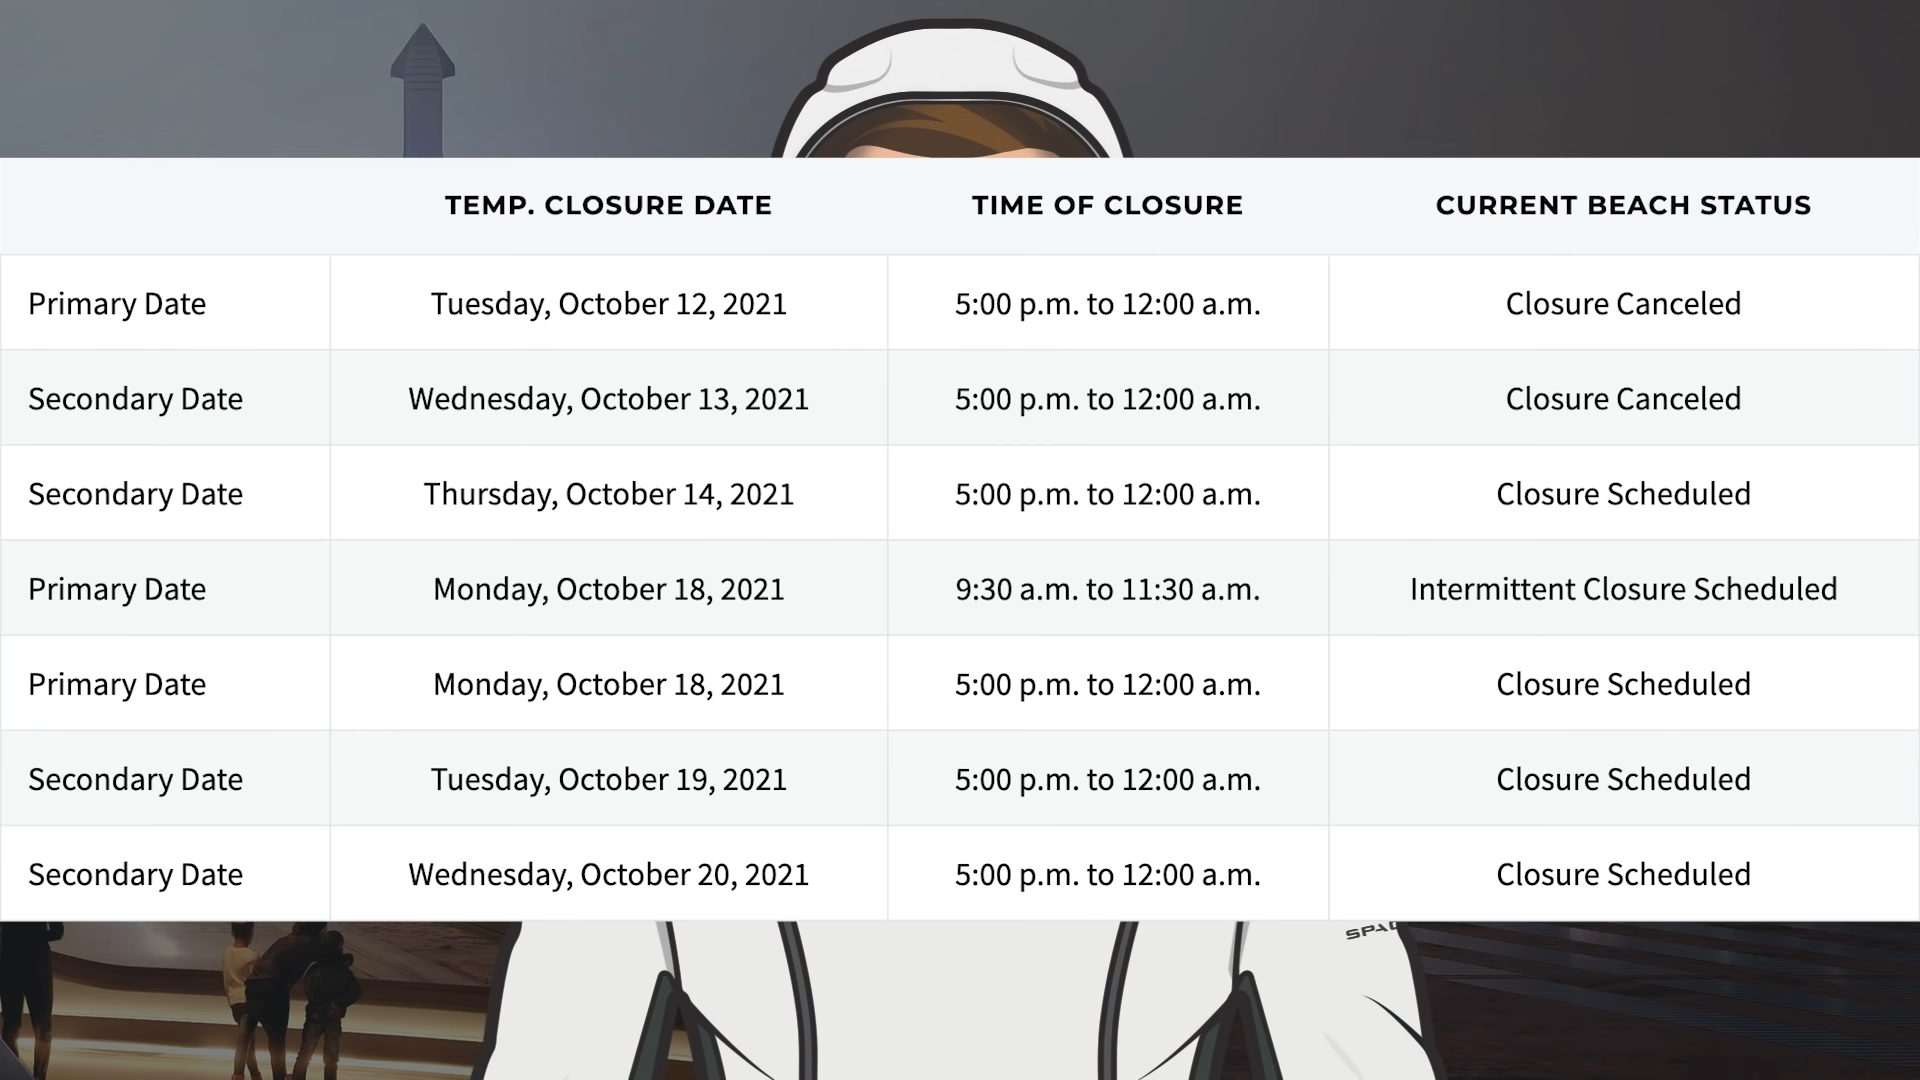 TEMP. CLOSURE DATE TIME OF CLOSURE CURRENT BEACH STATUS
Primary Date Tuesday, October 12, 2021 5:00 p.m. to 12:00 a.m. Closure Canceled
Secondary Date Wednesday, October 13, 2021 5:00 p.m. to 12:00 a.m. Closure Canceled
Secondary Date Thursday, October 14, 2021 5:00 p.m. to 12:00 a.m. Closure Scheduled
Primary Date Monday, October 18, 2021 9:30 a.m. to 11:30 a.m. Intermittent Closure Scheduled
Primary Date Monday, October 18, 2021 5:00 p.m. to 12:00 a.m. Closure Scheduled
Secondary Date Tuesday, October 19, 2021 5:00 p.m. to 12:00 a.m. Closure Scheduled
Secondary Date Wednesday, October 20, 2021 5:00 p.m. to 12:00 a.m. Closure Scheduled